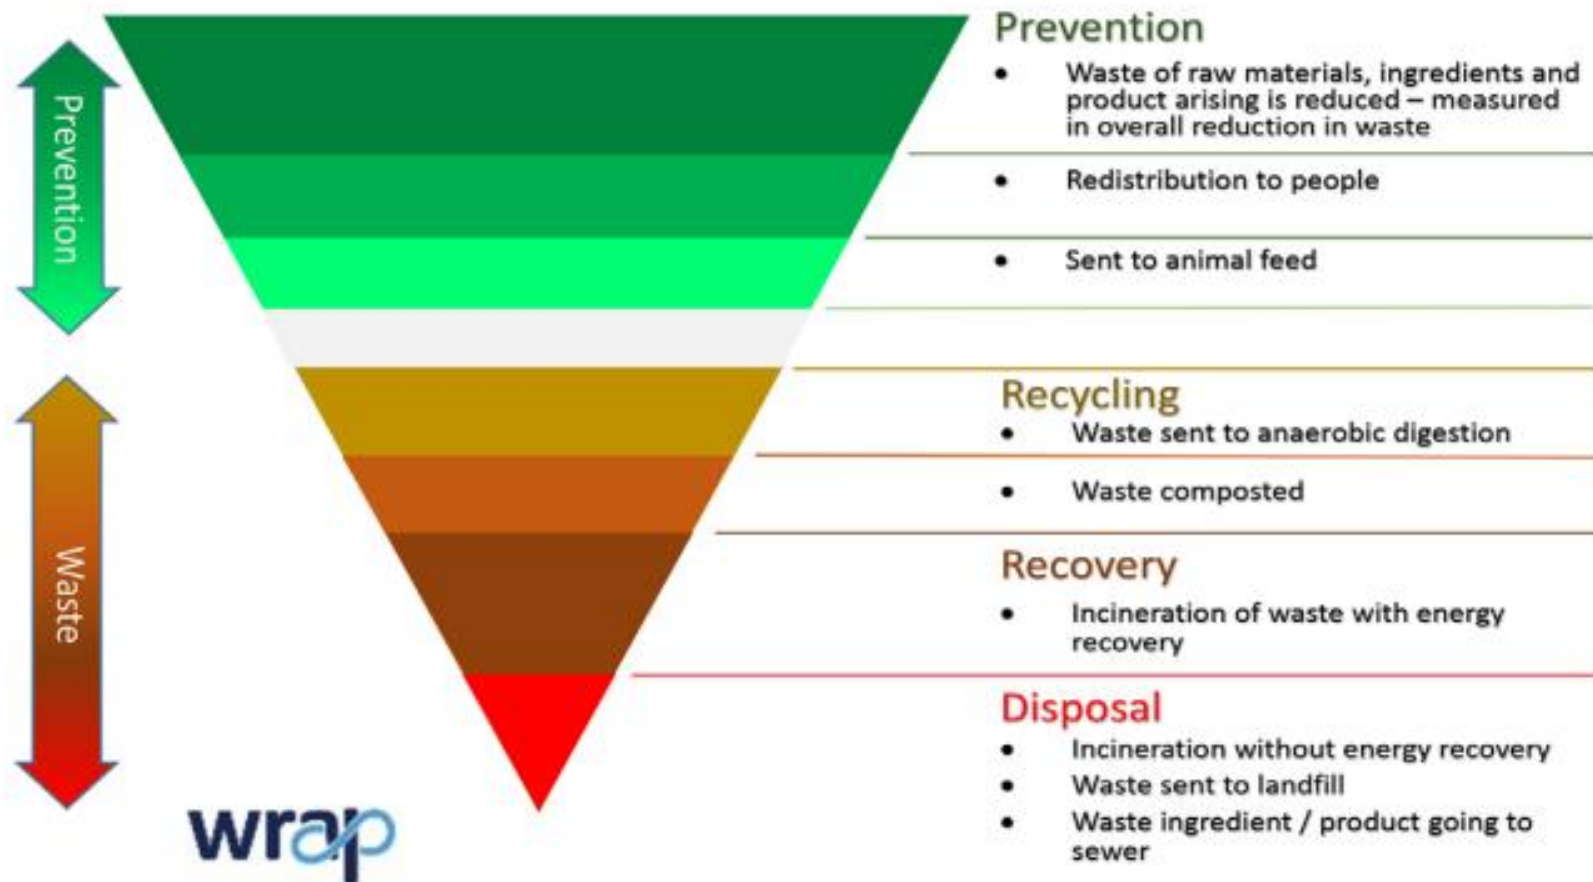 Prevention
Prevention
• Waste of raw materials, ingredients and
product arising is reduced – measured
in overall reduction in waste
• Redistribution to people
• Sent to animal feed
Waste
Recycling
• Waste sent to anaerobic digestion
• Waste composted
Recovery
• Incineration of waste with energy
recovery
Disposal
• Incineration without energy recovery
• Waste sent to landfill
• Waste ingredient / product going to
sewer
wrap